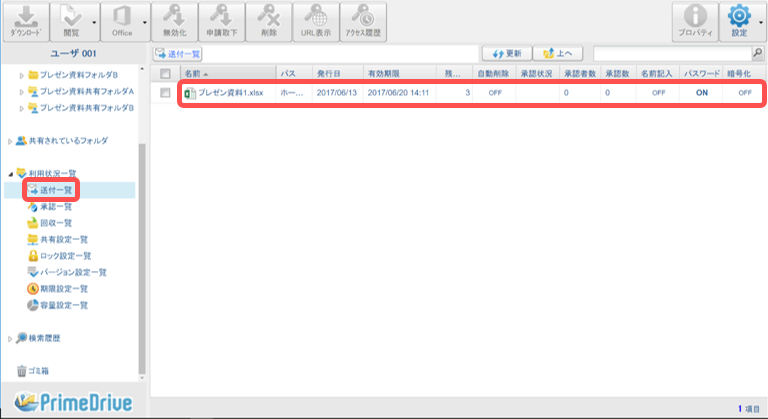 ダウンロード 閲覧 Office 無効化 申請取下 削除 URL表示 アクセス履歴 プロパティ 設定
ユーザ 001
送付一覧 更新 上へ
プレゼン資料フォルダB
プレゼン資料共有フォルダA
プレゼン資料共有フォルダB
共有されているフォルダ
利用状況一覧
送付一覧
承認一覧
回収一覧
共有設定一覧
ロック設定一覧
バージョン設定一覧
期限設定一覧
容量設定一覧
検索履歴
ゴミ箱
PrimeDrive
名前 パス 発行日 有効期限 残... 自動削除 承認状況 承認者数 承認数 名前記入 パスワード 暗号化
プレゼン資料1.xlsx ホー... 2017/06/13 2017/06/20 14:11 3 OFF 0 0 OFF ON OFF
1 項目